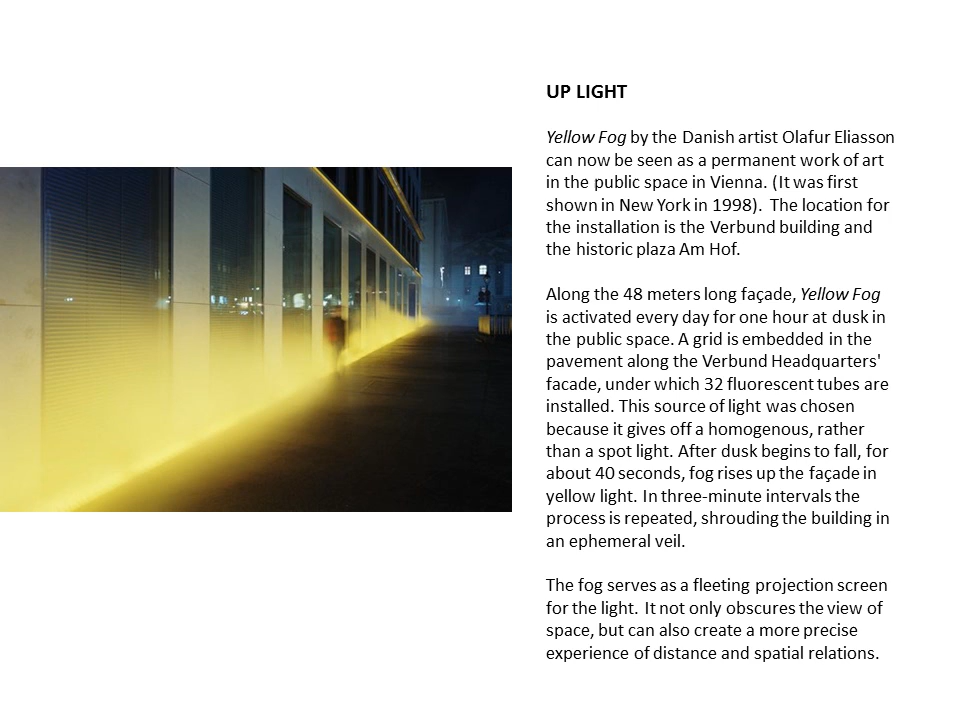 UP LIGHT
Yellow Fog by the Danish artist Olafur Eliasson
can now be seen as a permanent work of art
in the public space in Vienna. (It was first
shown in New York in 1998).  The location for
the installation is the Verbund building and
the historic plaza Am Hof.
Along the 48 meters long façade, Yellow Fog
is activated every day for one hour at dusk in
the public space. A grid is embedded in the
pavement along the Verbund Headquarters'
facade, under which 32 fluorescent tubes are
installed. This source of light was chosen
because it gives off a homogenous, rather
than a spot light. After dusk begins to fall, for
about 40 seconds, fog rises up the façade in
yellow light. In three-minute intervals the
process is repeated, shrouding the building in
an ephemeral veil.
The fog serves as a fleeting projection screen
for the light.  It not only obscures the view of
space, but can also create a more precise
experience of distance and spatial relations.